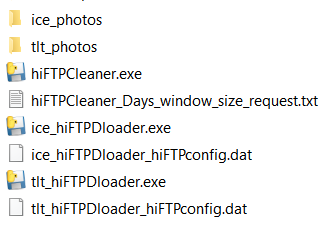 ice_photos
tlt_photos
hiFTPCleaner.exe
hiFTPCleaner_Days_window_size_request.txt
ice_hiFTPDloader.exe
ice_hiFTPDloader_hiFTPconfig.dat
tlt_hiFTPDloader.exe
tlt_hiFTPDloader_hiFTPconfig.dat